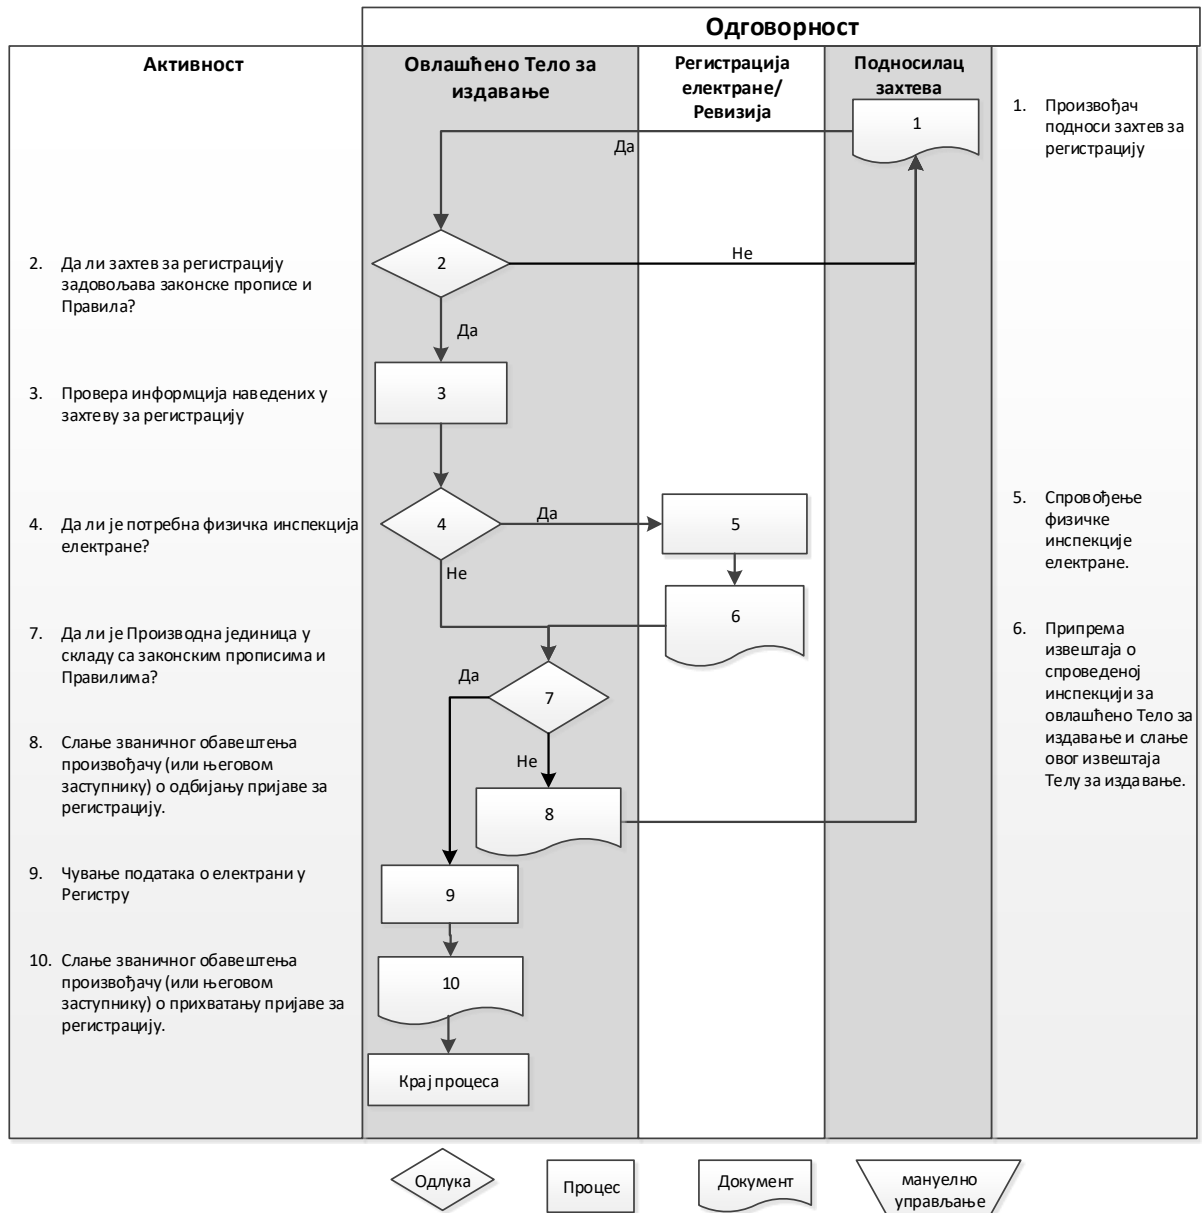 Одговорност
Активност
Овлашћено Тело за
издавање
Регистрација
електране/
Ревизија
Подносилац
захтева
1
1. Произвођач
подноси захтев за
регистрацију
Да
2. Да ли захтев за регистрацију
задовољава законске прописе и
Правила?
2
Не
Да
3. Провера информција наведених у
захтеву за регистрацију
3
4. Да ли је потребна физичка инспекција
електране?
4
Да
Не
5
5. Спровођење
физичке
инспекције
електране.
6
6. Припрема
извештаја о
спроведеној
инспекцији за
овлашћено Тело за
издавање и слање
овог извештаја
Телу за издавање.
7. Да ли је Производна јединица у
складу са законским прописима и
Правилима?
Да
7
Не
8. Слање званичног обавештења
произвођачу (или његовом
заступнику) о одбијању пријаве за
регистрацију.
8
9. Чување података о електрани у
Регистру
9
10. Слање званичног обавештења
произвођачу (или његовом
заступнику) о прихватању пријаве за
регистрацију.
10
Крај процеса
Одлука
Процес
Документ
мануелно
управљање